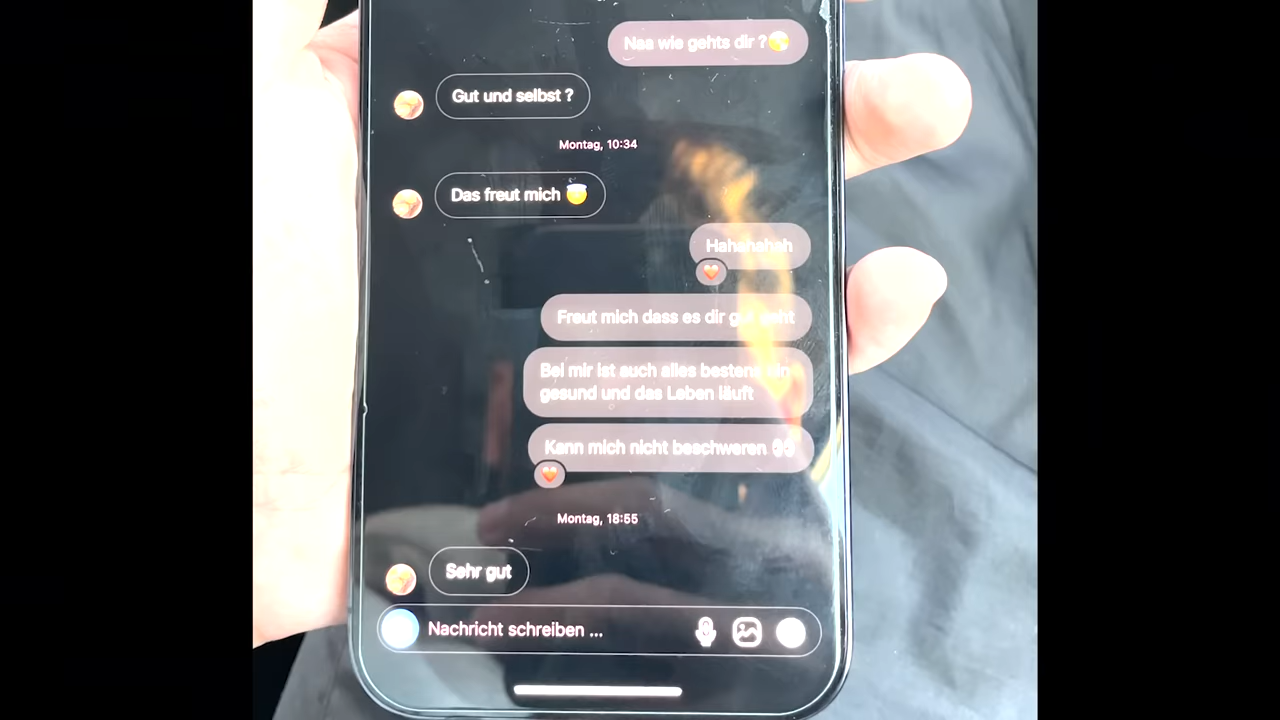 Naa wie gehts dir ?
Gut und selbst ?
Montag, 10:34
Das freut mich 😇
Hahahahah
Freut mich dass es dir gut geht
Bei mir ist auch alles bestens bin
gesund und das Leben läuft
Kann mich nicht beschweren 👀
Montag, 18:55
Sehr gut
Nachricht schreiben ...